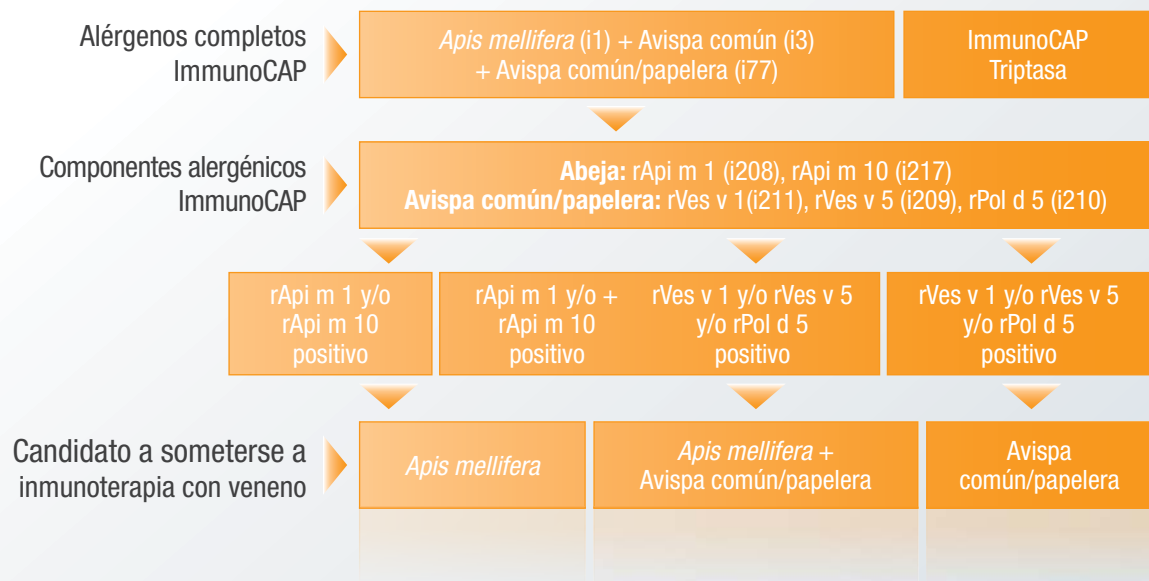 Alérgenos completos
ImmunoCAP
Apis mellifera (i1) + Avispa común (i3)
+ Avispa común/papelera (i77)
ImmunoCAP
Triptasa
Componentes alergénicos
ImmunoCAP
Abeja: rApi m 1 (i208), rApi m 10 (i217)
Avispa común/papelera: rVes v 1(i211), rVes v 5 (i209), rPol d 5 (i210)
rApi m 1 y/o
rApi m 10
positivo
rApi m 1 y/o +
rApi m 10
positivo
rVes v 1 y/o rVes v 5
y/o rPol d 5
positivo
rVes v 1 y/o rVes v 5
y/o rPol d 5
positivo
Candidato a someterse a
inmunoterapia con veneno
Apis mellifera
Apis mellifera +
Avispa común/papelera
Avispa
común/papelera